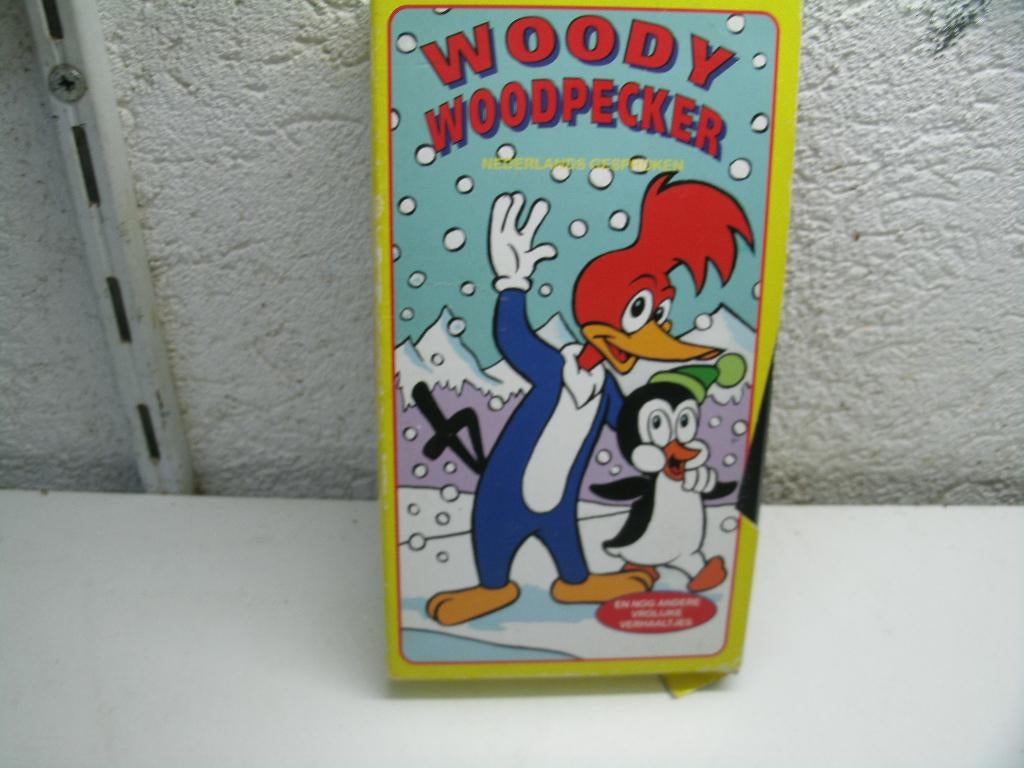 WOODY
WOODPECKER
NEDERLANDS GESPROKEN
EN NOG ANDERE
VROLIJKE
VERHAALTJES